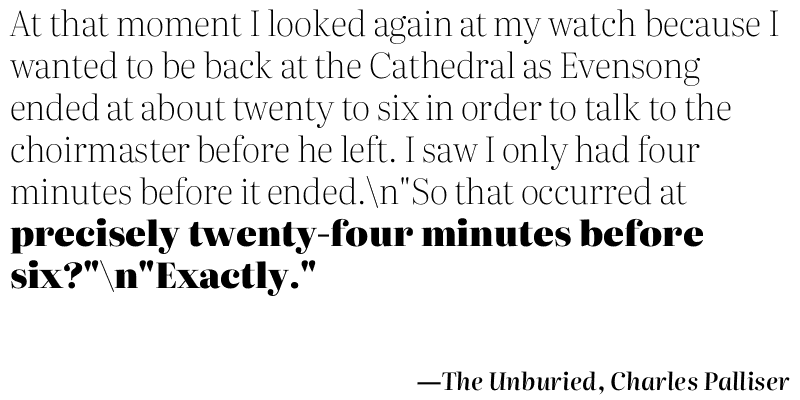 At that moment I looked again at my watch because I
wanted to be back at the Cathedral as Evensong
ended at about twenty to six in order to talk to the
choirmaster before he left. I saw I only had four
minutes before it ended.\n"So that occurred at
precisely twenty-four minutes before
six?"\n"Exactly."
—The Unburied, Charles Palliser